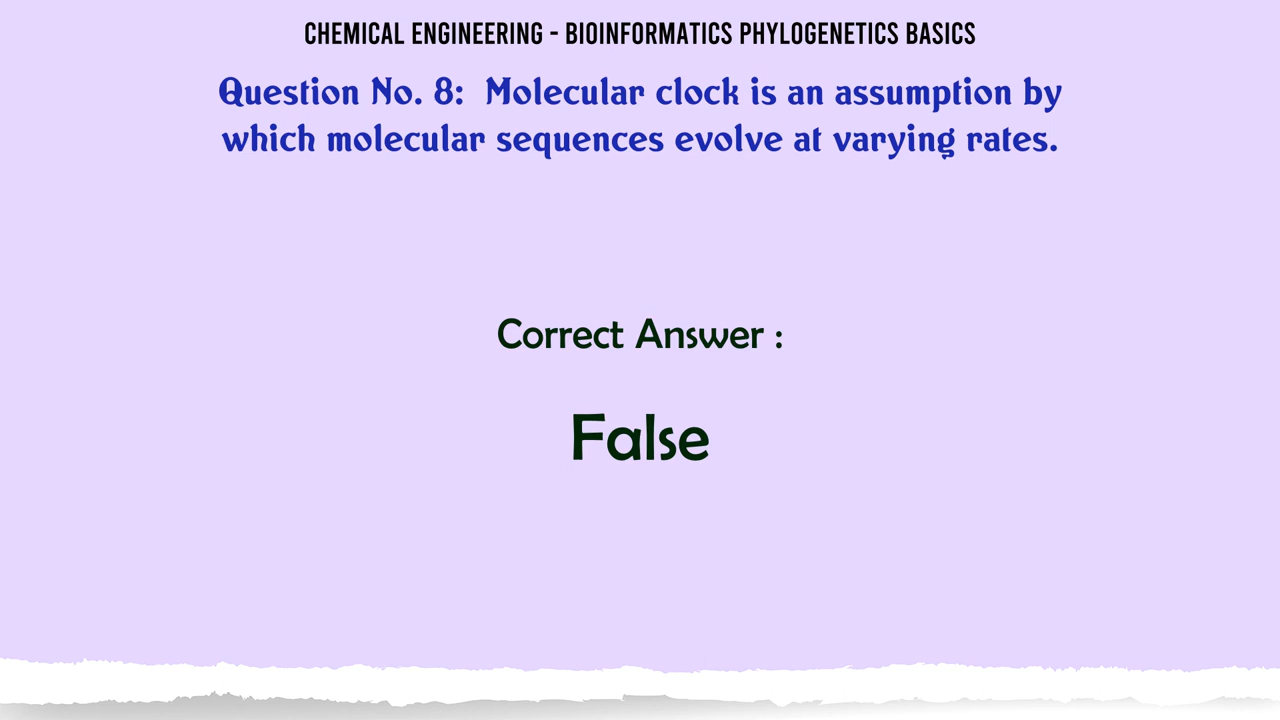 CHEMICAL ENGINEERING - BIOINFORMATICS PHYLOGENETICS BASICS
Question No. 8: Molecular clock is an assumption by
which molecular sequences evolve at varying rates.
Correct Answer :
False